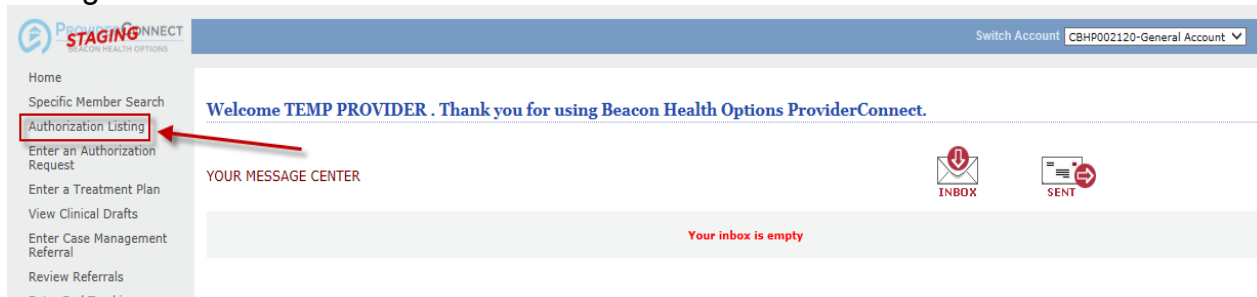 PROVIDERCONNECT
STAGING
BEACON HEALTH OPTIONS
Switch Account CBHP002120-General Account
Home
Specific Member Search
Authorization Listing
Enter an Authorization
Request
Enter a Treatment Plan
View Clinical Drafts
Enter Case Management
Referral
Review Referrals
Welcome TEMP PROVIDER . Thank you for using Beacon Health Options ProviderConnect.
YOUR MESSAGE CENTER
INBOX
SENT
Your inbox is empty